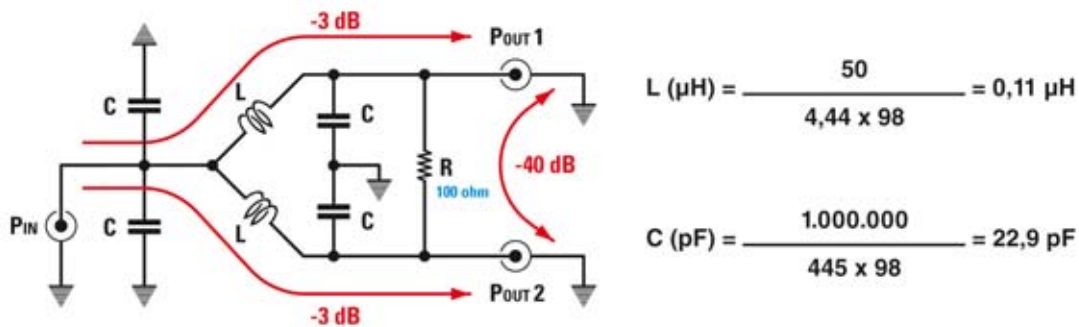 -3 dB
POUT 1
C
L
C
R
100 ohm
-40 dB
PIN
C
L
C
POUT 2
-3 dB
L (µH) = 50 / 4,44 x 98 = 0,11 µH
C (pF) = 1.000.000 / 445 x 98 = 22,9 pF